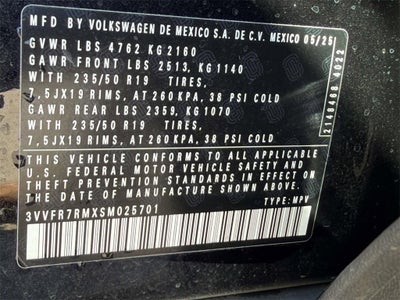 MFD BY VOLKSWAGEN DE MEXICO S.A. DE C.V. MEXICO 05/25
GVWR LBS 4762 KG 2160
GAWR FRONT LBS 2513, KG 1140
WITH 235/50 R19 TIRES,
7,5JX19 RIMS, AT 260 KPA, 38 PSI COLD
GAWR REAR LBS 2359, KG 1070
WITH 235/50 R19 TIRES,
7,5JX19 RIMS, AT 260 KPA, 38 PSI COLD
THIS VEHICLE CONFORMS TO ALL APPLICABLE
U.S. FEDERAL MOTOR VEHICLE SAFETY
AND THEFT PREVENTION STANDARDS IN EFFECT ON
THE DATE OF MANUFACTURE SHOWN ABOVE.
3VVFR7RMXSM025701 TYPE: MPV
2148488 4022